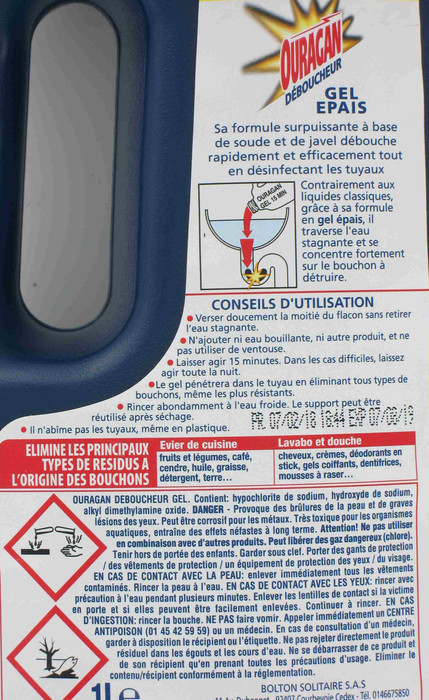 OURAGAN
DÉBOUCHEUR
GEL
EPAIS
Sa formule surpuissante à base
de soude et de javel débouche
rapidement et efficacement tout
en désinfectant les tuyaux
OURAGAN
GEL 15 MIN
Contrairement aux
liquides classiques,
grâce à sa formule
en gel épais, il
traverse l'eau
stagnante et se
concentre fortement
sur le bouchon à
détruire.
CONSEILS D'UTILISATION
• Verser doucement la moitié du flacon sans retirer
l'eau stagnante.
• N'ajouter ni eau bouillante, ni autre produit, et ne
pas utiliser de ventouse.
• Laisser agir 15 minutes. Dans les cas difficiles, laissez
agir toute la nuit.
• Le gel pénétrera dans le tuyau en éliminant tous types de
bouchons, même les plus résistants.
• Rincer abondamment à l'eau froide. Le support peut être
réutilisé après séchage.
• Il n'abîme pas les tuyaux, même en plastique.
07/02/18 1844 EXP 07/08/19
ELIMINE LES PRINCIPAUX
TYPES DE RESIDUS A
L'ORIGINE DES BOUCHONS
Evier de cuisine
fruits et légumes, café,
cendre, huile, graisse,
détergent, terre...
Lavabo et douche
cheveux, crèmes, déodorants en
stick, gels coiffants, dentifrices,
mousses à raser...
OURAGAN DEBOUCHEUR GEL. Contient: hypochlorite de sodium, hydroxyde de sodium,
alkyl dimethylamine oxide. DANGER - Provoque des brûlures de la peau et de graves
lésions des yeux. Peut être corrosif pour les métaux. Très toxique pour les organismes
aquatiques, entraîne des effets néfastes à long terme. Attention! Ne pas utiliser
en combinaison avec d'autres produits. Peut libérer des gaz dangereux (chlore).
Tenir hors de portée des enfants. Garder sous clef. Porter des gants de protection
/ des vêtements de protection / un équipement de protection des yeux / du visage.
EN CAS DE CONTACT AVEC LA PEAU: enlever immédiatement tous les vêtements
contaminés. Rincer la peau à l'eau. EN CAS DE CONTACT AVEC LES YEUX: rincer avec
précaution à l'eau pendant plusieurs minutes. Enlever les lentilles de contact si la victime
en porte et si elles peuvent être facilement enlevées. Continuer à rincer. EN CAS
D'INGESTION: rincer la bouche. NE PAS faire vomir. Appeler immédiatement un CENTRE
ANTIPOISON (01 45 42 59 59) ou un médecin. En cas de consultation d'un médecin,
garder à disposition le récipient ou l'étiquette. Ne pas rejeter directement le produit
résiduel dans les égouts et les cours d'eau. Ne se débarrasser de ce produit et
de son récipient qu'en prenant toutes les précautions d'usage. Eliminer le
contenu/récipient conformément à la réglementation.
1L e
BOLTON SOLITAIRE S.A.S
92407 Courbevoie Cedex - Tél. 0146675850